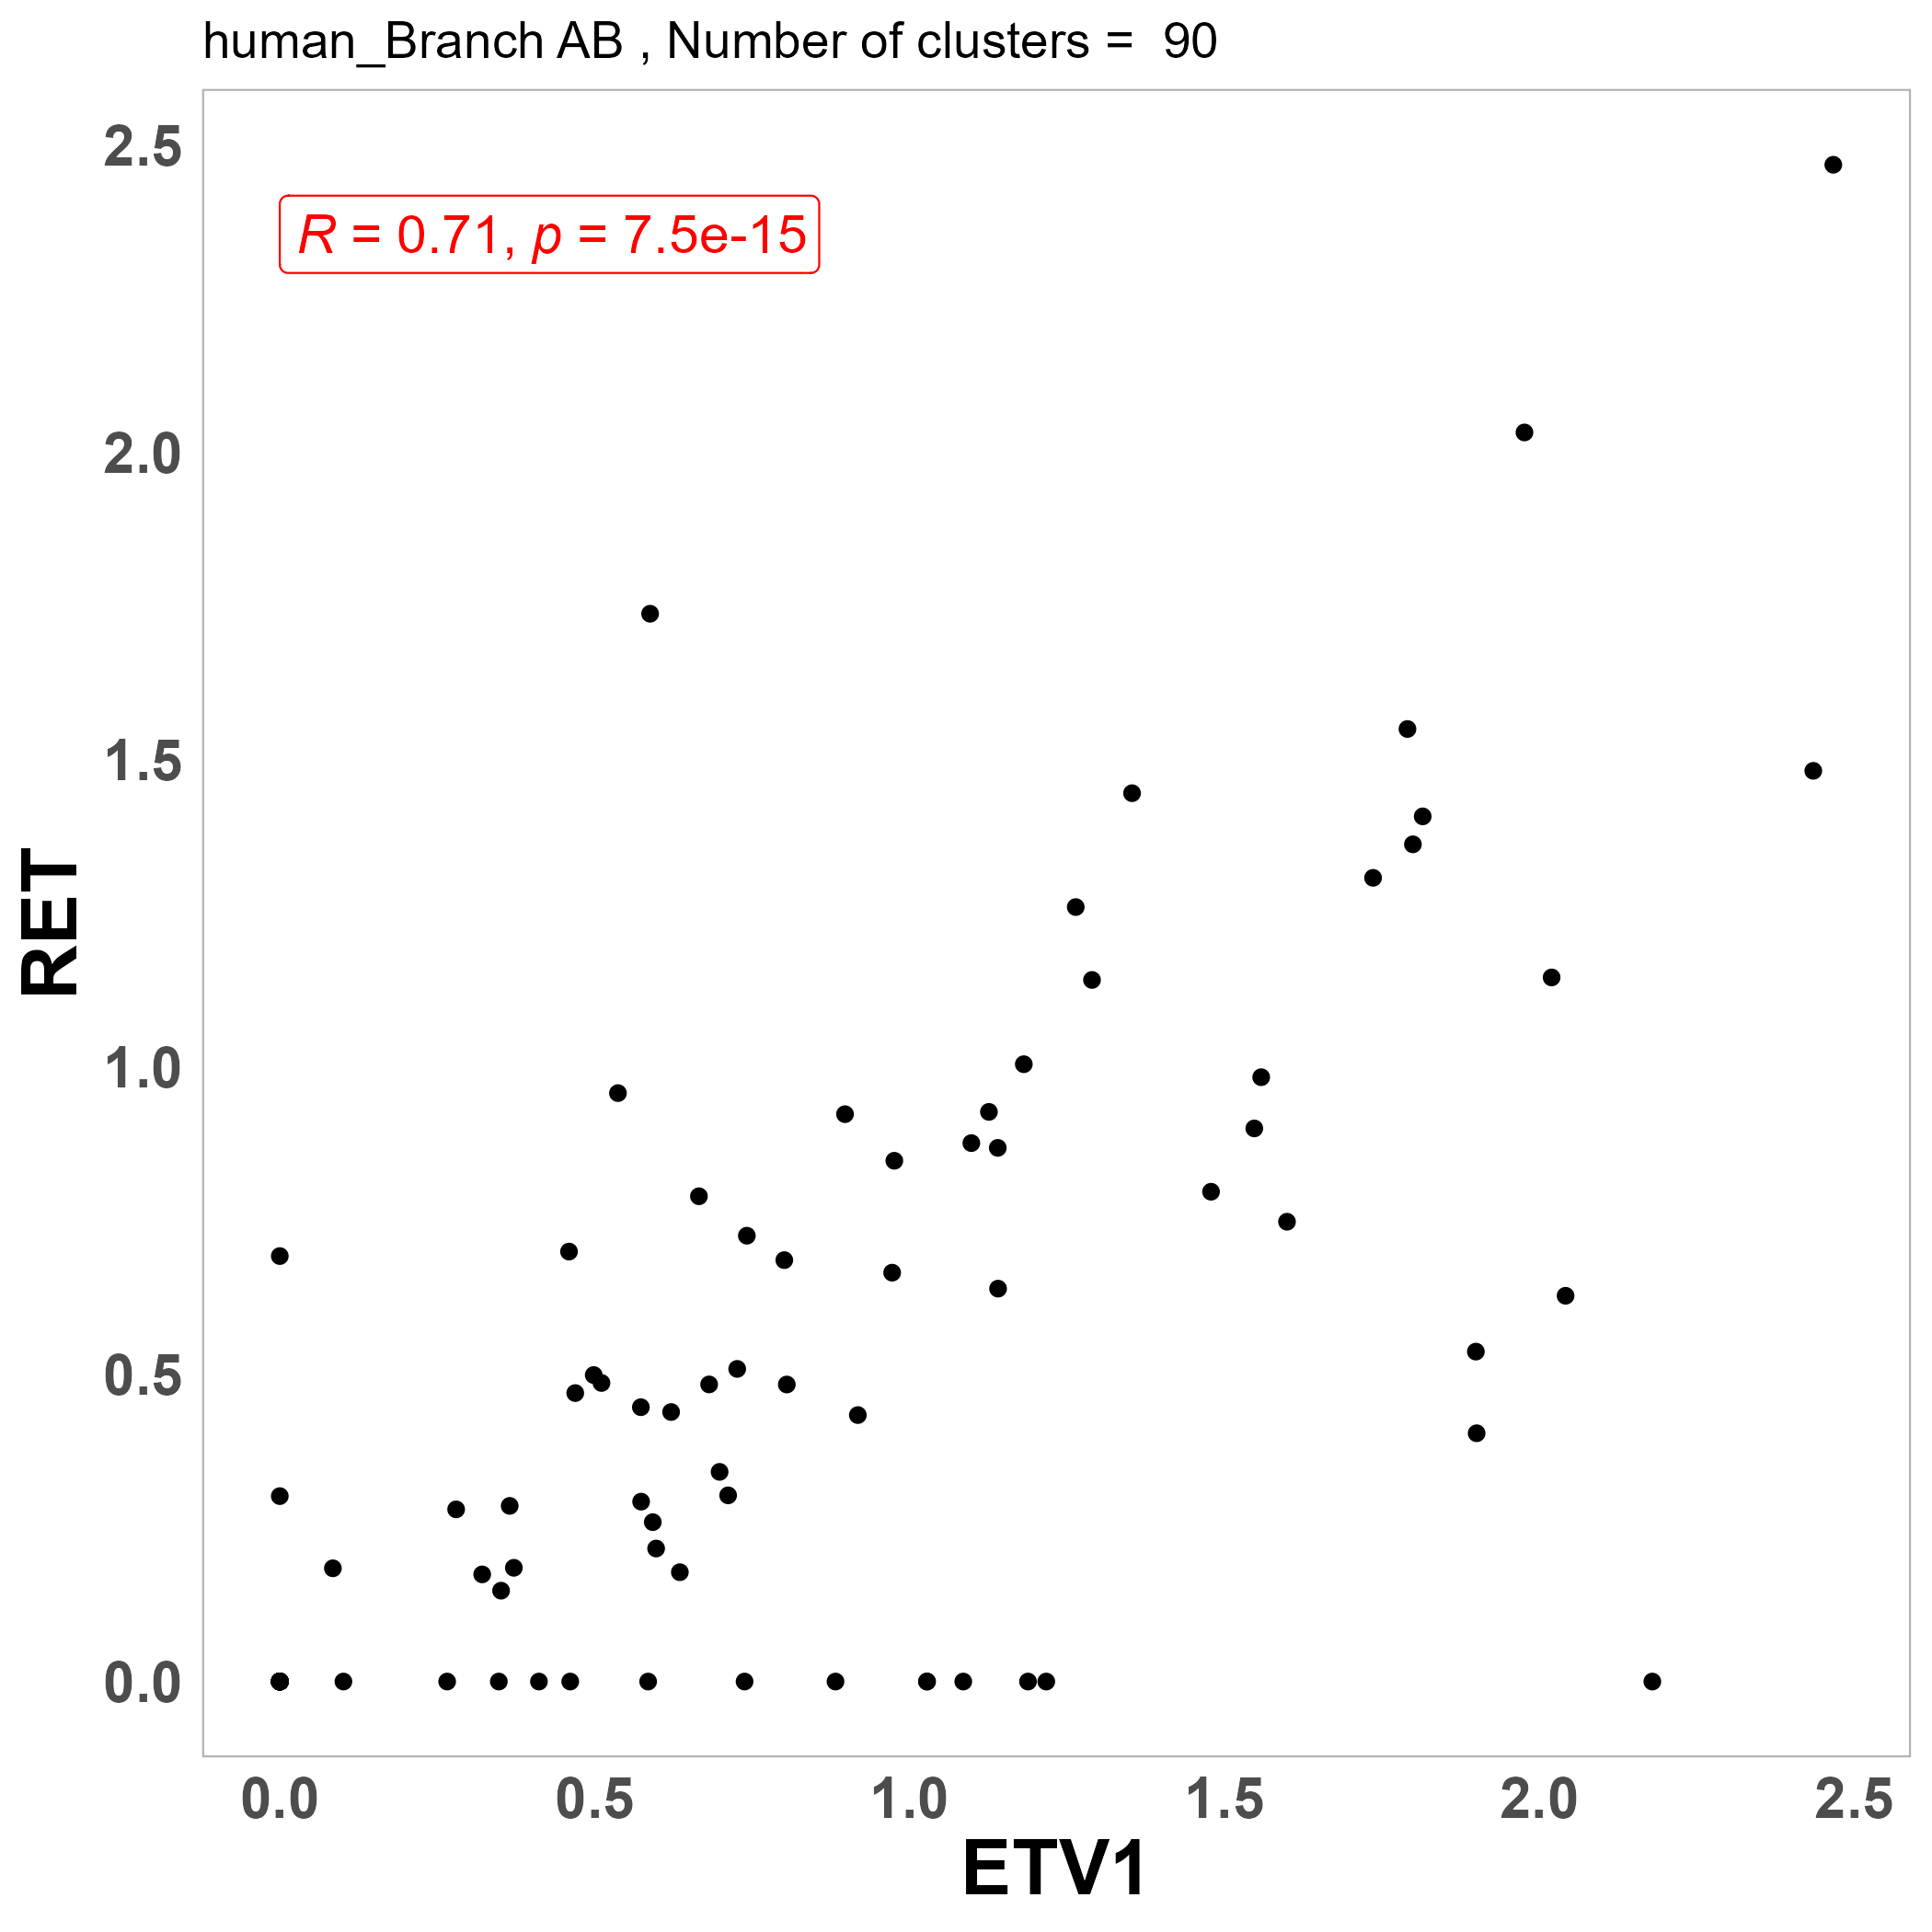 human_Branch AB , Number of clusters =  90
2.5
R = 0.71, p = 7.5e-15
2.0
1.5
RET
1.0
0.5
0.0
0.0 0.5 1.0 1.5 2.0 2.5
ETV1